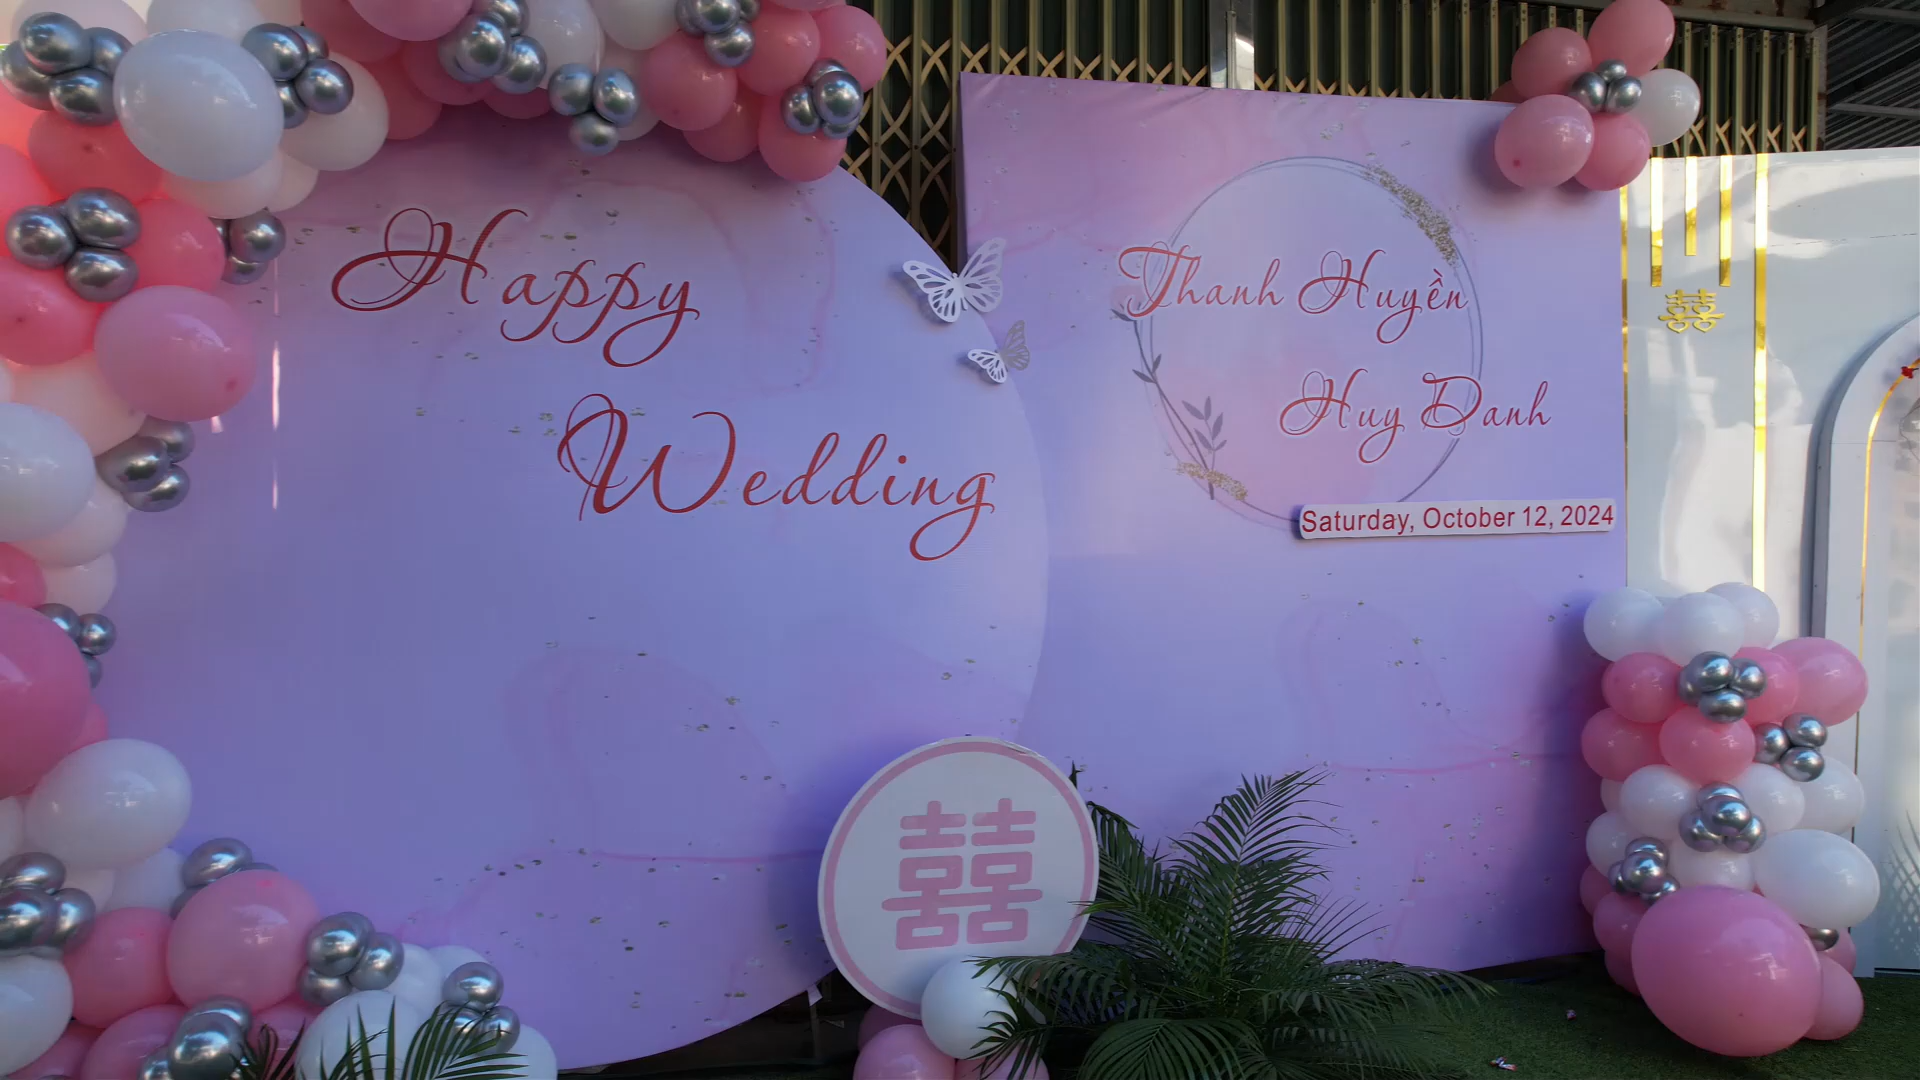 Happy
Wedding
Thanh Huyền
Huy Danh
Saturday, October 12, 2024
囍
囍